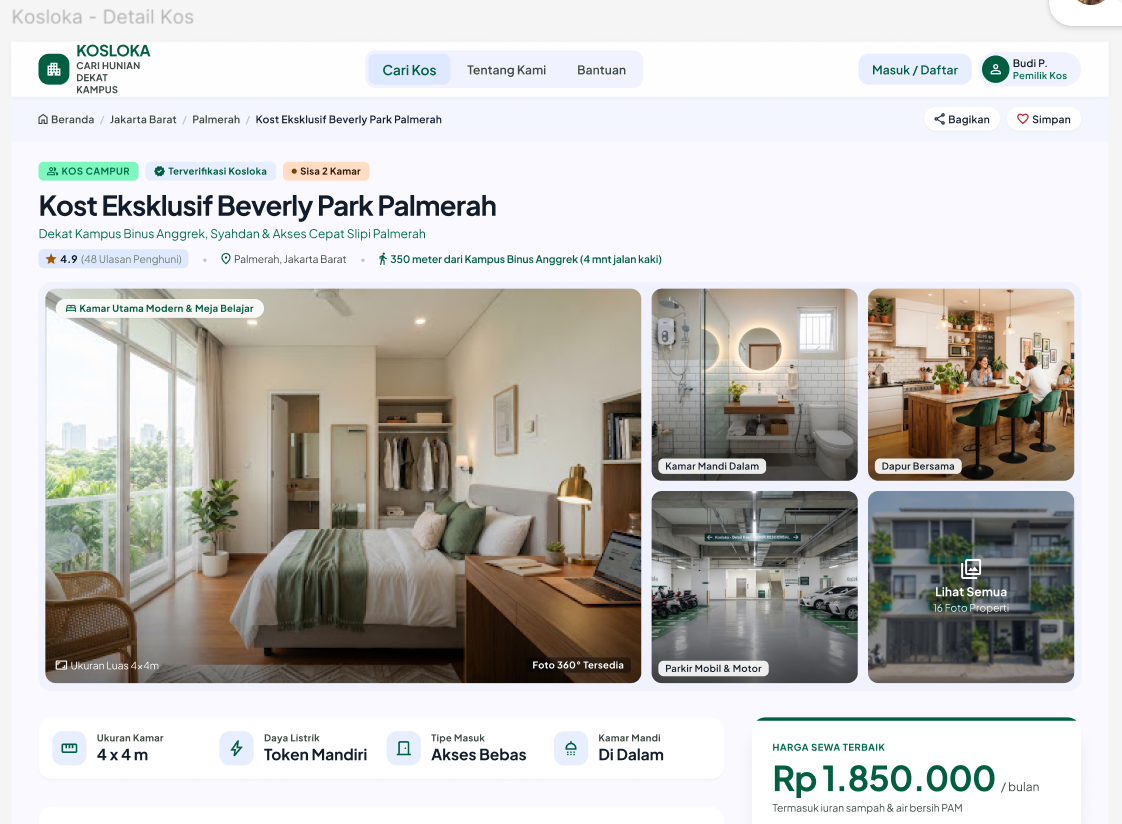 Kosloka - Detail Kos
KOSLOKA
CARI HUNIAN
DEKAT
KAMPUS
Cari Kos
Tentang Kami
Bantuan
Masuk / Daftar
Budi P.
Pemilik Kos
Beranda / Jakarta Barat / Palmerah / Kost Eksklusif Beverly Park Palmerah
Bagikan
Simpan
KOS CAMPUR
Terverifikasi Kosloka
Sisa 2 Kamar
Kost Eksklusif Beverly Park Palmerah
Dekat Kampus Binus Anggrek, Syahdan & Akses Cepat Slipi Palmerah
4.9 (48 Ulasan Penghuni) • Palmerah, Jakarta Barat • 350 meter dari Kampus Binus Anggrek (4 mnt jalan kaki)
Kamar Utama Modern & Meja Belajar
Ukuran Luas 4x4m
Foto 360° Tersedia
Kamar Mandi Dalam
Dapur Bersama
Parkir Mobil & Motor
Lihat Semua
16 Foto Properti
Ukuran Kamar
4 x 4 m
Daya Listrik
Token Mandiri
Tipe Masuk
Akses Bebas
Kamar Mandi
Di Dalam
HARGA SEWA TERBAIK
Rp 1.850.000 / bulan
Termasuk iuran sampah & air bersih PAM